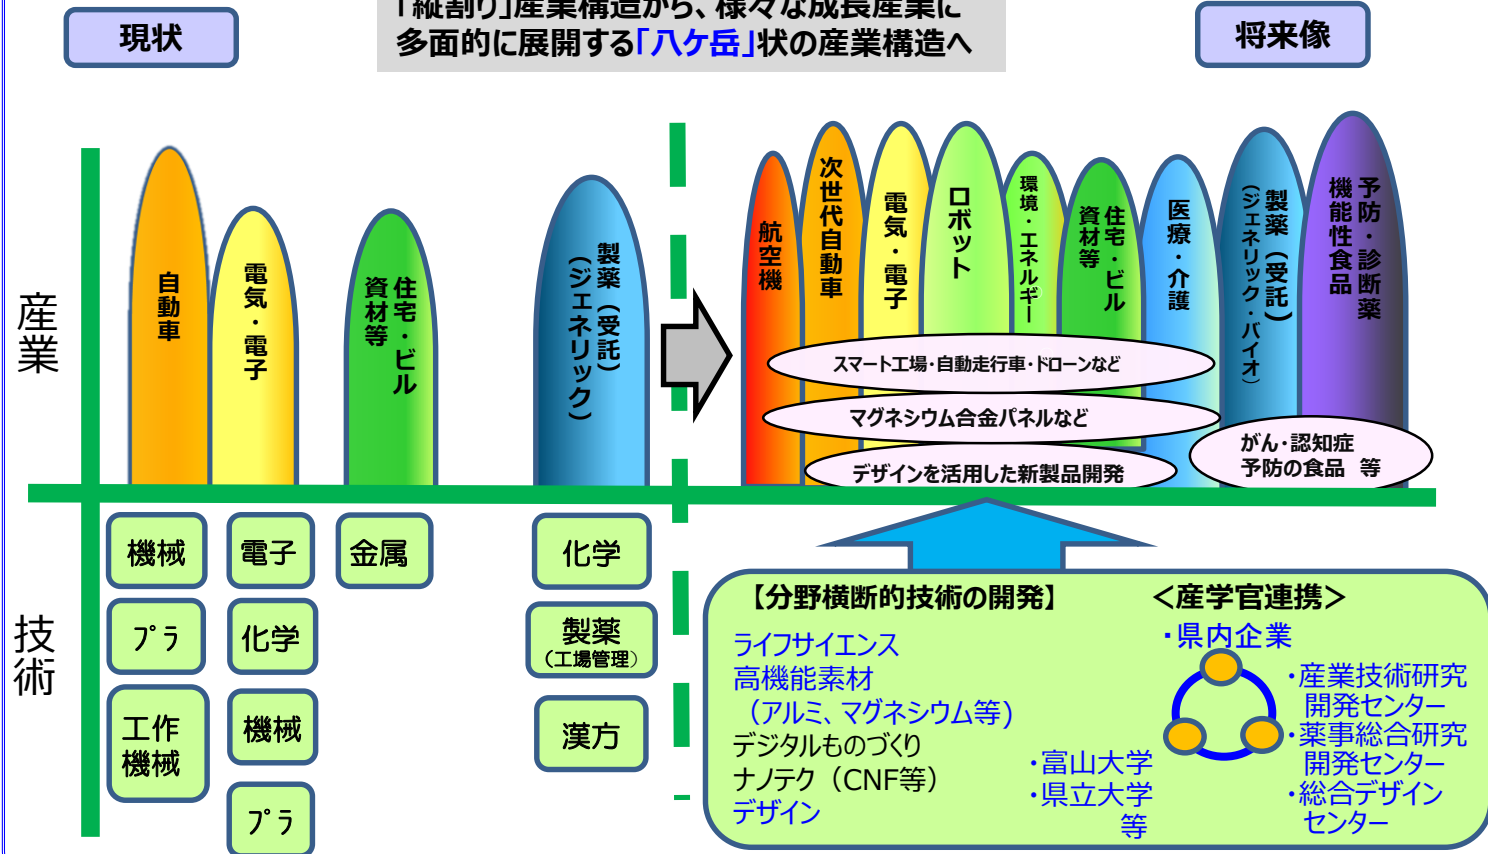 現状
「縦割り」産業構造から、様々な成長産業に
多面的に展開する「八ケ岳」状の産業構造へ
将来像
産業
自動車
電気・電子
住宅・ビル
資材等
製薬（受託）
（ジェネリック）
航空機
次世代自動車
電気・電子
ロボット
環境・エネルギー
住宅・ビル
資材等
医療・介護
製薬（受託）
（ジェネリック・バイオ）
予防・診断薬
機能性食品
スマート工場・自動走行車・ドローンなど
マグネシウム合金パネルなど
デザインを活用した新製品開発
がん・認知症
予防の食品 等
技術
機械
プラ
工作
機械
電子
化学
機械
プラ
金属
化学
製薬
（工場管理）
漢方
【分野横断的技術の開発】
ライフサイエンス
高機能素材
（アルミ、マグネシウム等）
デジタルものづくり
ナノテク（CNF等）
デザイン
＜産学官連携＞
・県内企業
・産業技術研究
開発センター
・薬事総合研究
開発センター
・総合デザイン
センター
・富山大学
・県立大学
等